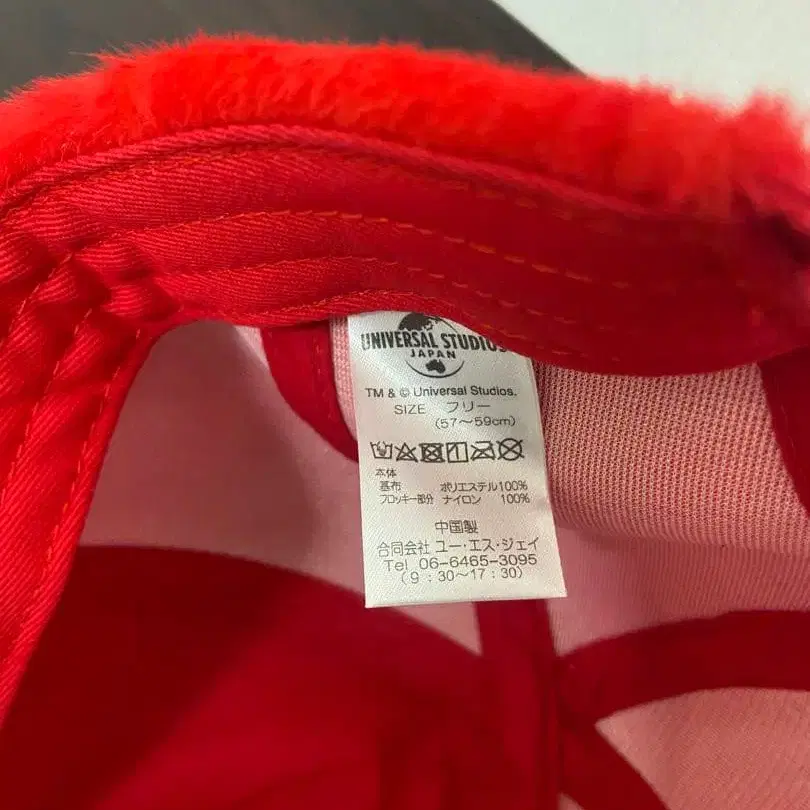 UNIVERSAL STUDIOS
JAPAN
TM & © Universal Studios.
SIZE フリー
(57〜59cm)
本体
基布 ポリエステル100%
フロッキー部分 ナイロン 100%
中国製
合同会社 ユー・エス・ジェイ
Tel 06-6465-3095
(9:30〜17:30)